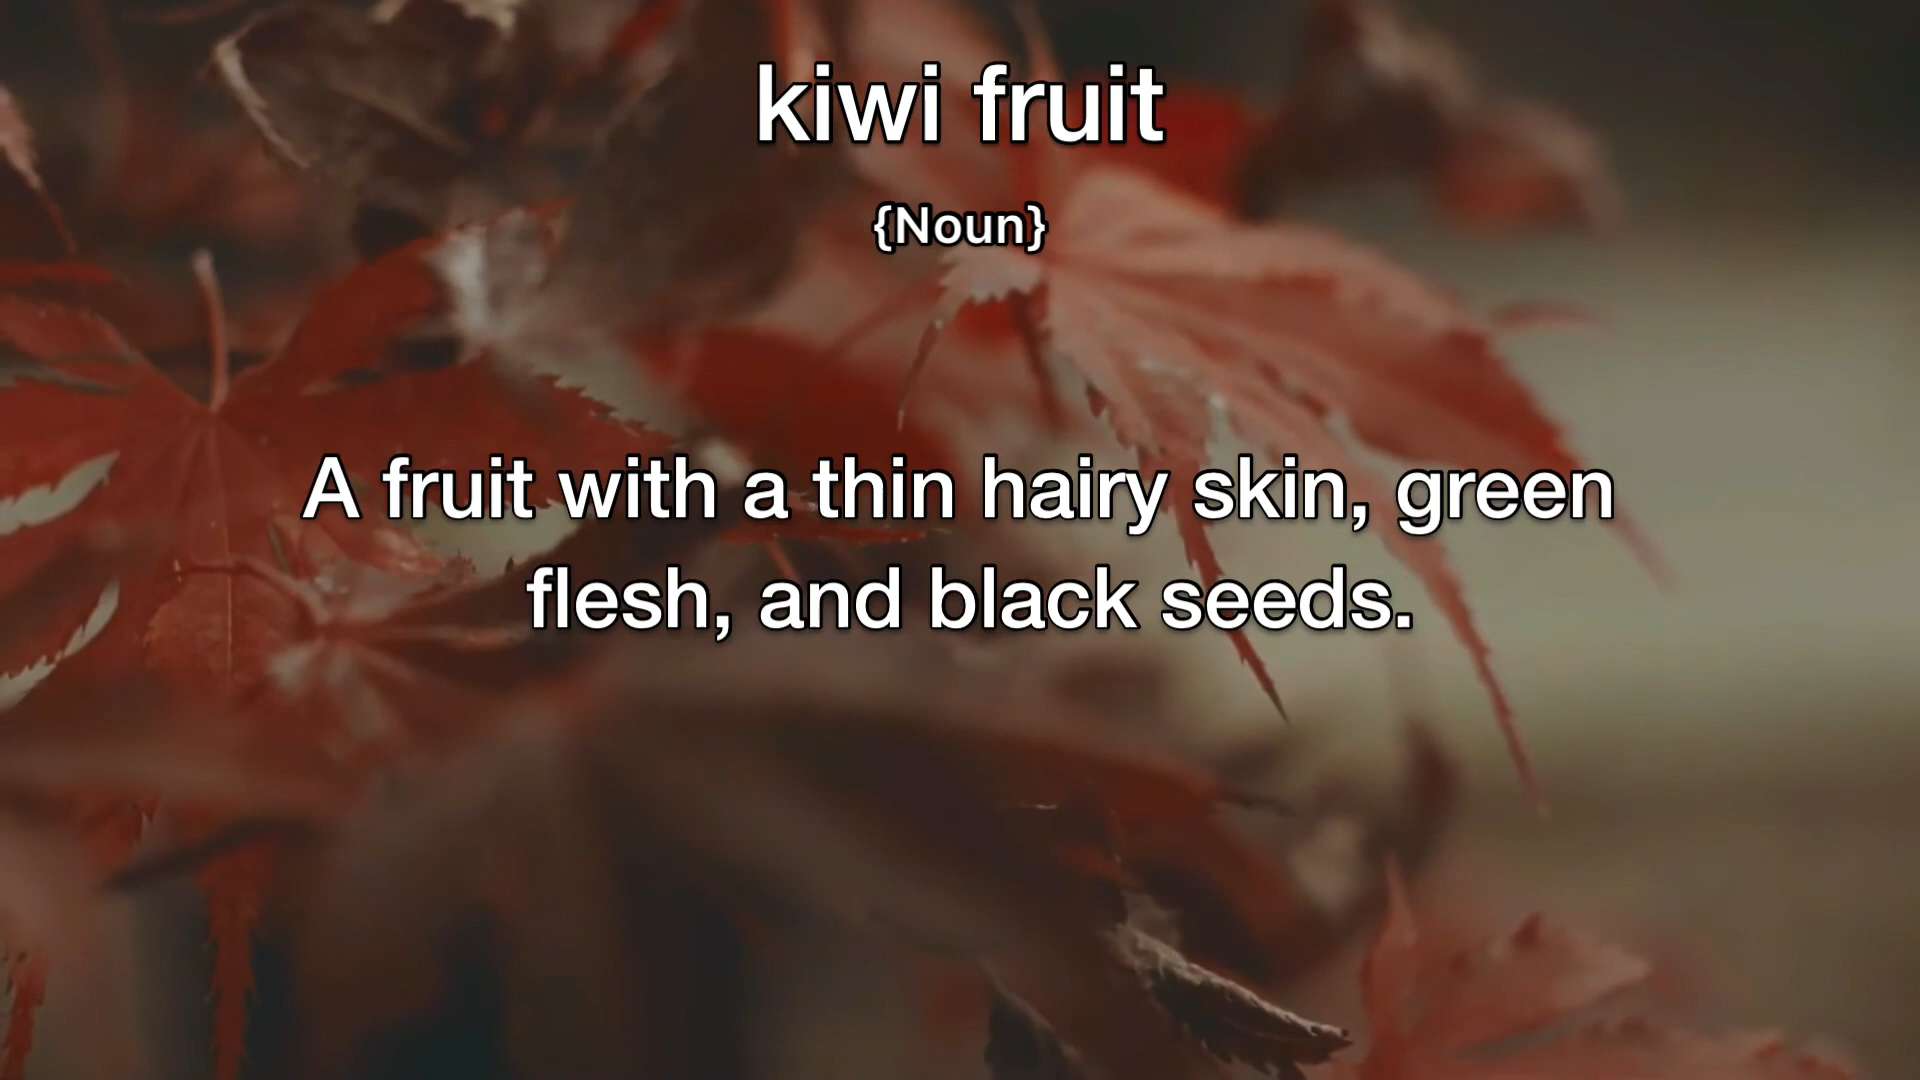 kiwi fruit
{Noun}
A fruit with a thin hairy skin, green
flesh, and black seeds.